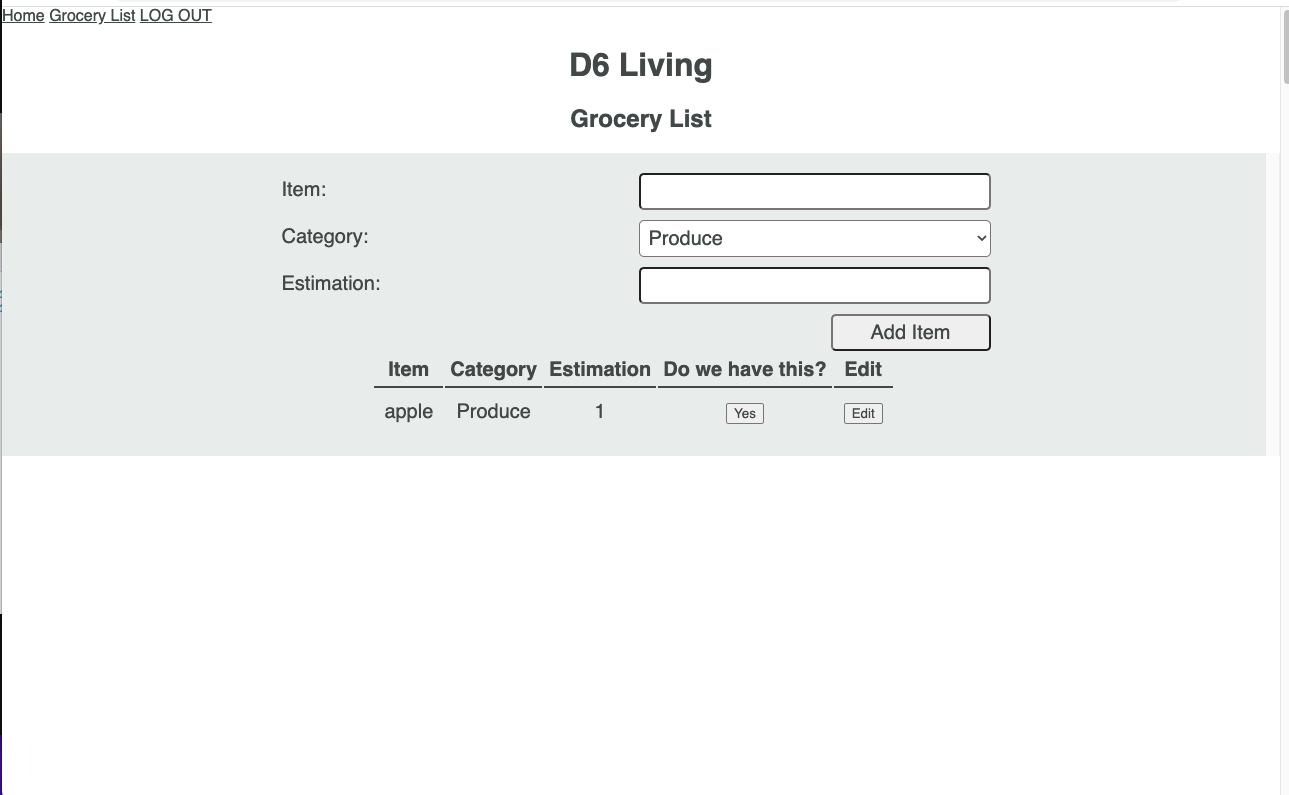 Home Grocery List LOG OUT
D6 Living
Grocery List
Item:
Category: Produce
Estimation:
Add Item
Item Category Estimation Do we have this? Edit
apple Produce 1 Yes Edit